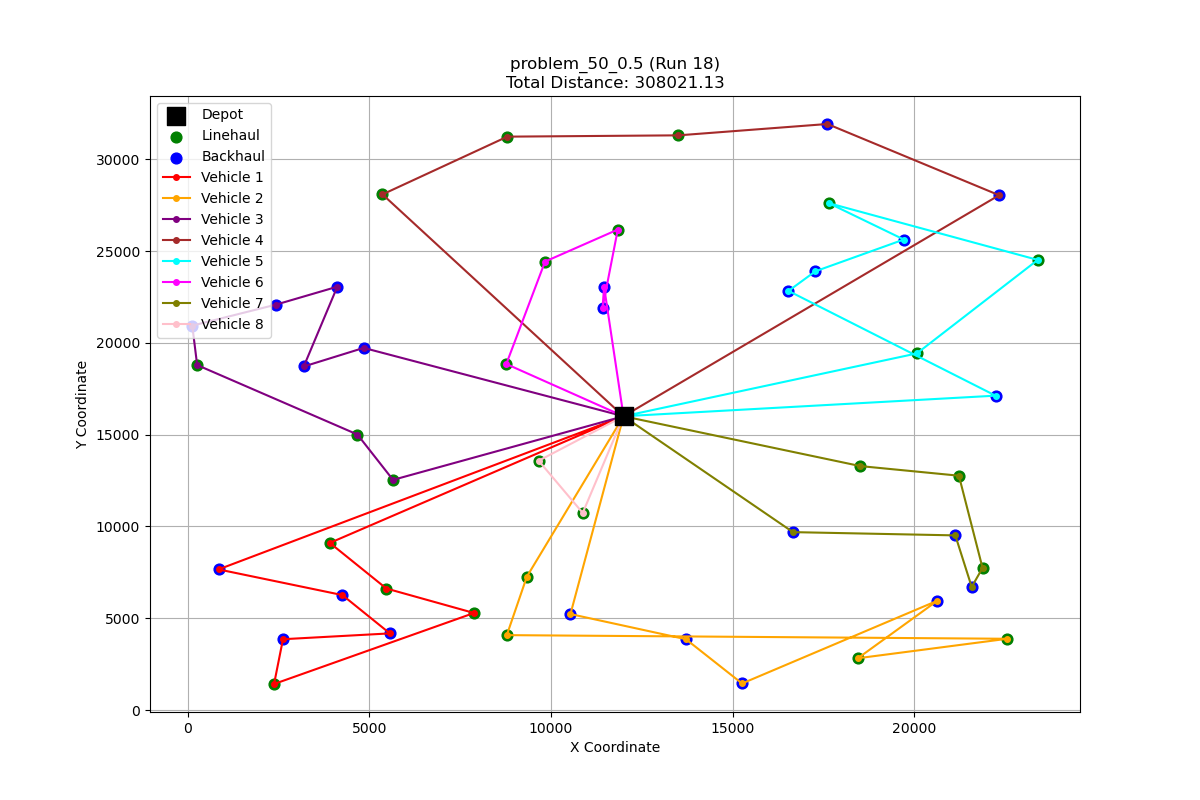 problem_50_0.5 (Run 18)
Total Distance: 308021.13
Depot
Linehaul
Backhaul
Vehicle 1
Vehicle 2
Vehicle 3
Vehicle 4
Vehicle 5
Vehicle 6
Vehicle 7
Vehicle 8
30000
25000
20000
15000
10000
5000
0
Y Coordinate
0
5000
10000
15000
20000
X Coordinate